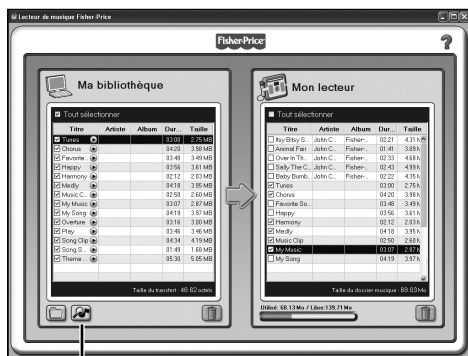 Lecteur de musique Fisher-Price
Fisher-Price
?
Ma bibliothèque
Tout sélectionner
Titre Artiste Album Dur... Taille
Tunes 03:00 2.75 MB
Chorus 04:20 3.98 MB
Favorite... 03:48 3.49 MB
Happy 03:56 3.61 MB
Harmony 02:12 2.03 MB
Medly 04:18 3.95 MB
Music C... 02:50 2.60 MB
My Music 03:07 2.87 MB
My Song 04:19 3.97 MB
Overture 03:16 3.00 MB
Play 03:46 3.46 MB
Song Clip 04:34 4.19 MB
Song S... 01:49 1.68 MB
Theme ... 05:30 5.05 MB
Taille du transfert: 46.62 octets
Mon lecteur
Tout sélectionner
Titre Artiste Album Dur... Taille
Itsy Bitsy S... John C... Fisher-... 02:21 4.31 M
Animal Fair John C... Fisher-... 01:41 3.09 M
Over In Th... John C... Fisher-... 02:33 4.68 M
Sally The C... John C... Fisher-... 02:43 4.99 M
Baby Bumb... John C... Fisher-... 02:22 4.35 M
Tunes 03:00 2.75 M
Chorus 04:20 3.98 M
Favorite So... 03:48 3.49 M
Happy 03:56 3.61 M
Harmony 02:12 2.03 M
Medly 04:18 3.95 M
Music Clip 02:50 2.60 M
My Music 03:07 2.87 M
My Song 04:19 3.97 M
Taille du dossier musique: 68.03 Mo
Utilisé: 68.13 Mo / Libre:139.71 Mo